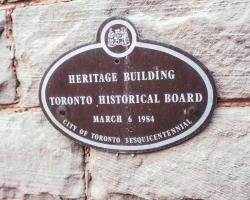 HERITAGE BUILDING
TORONTO HISTORICAL BOARD
MARCH 6 1984
CITY OF TORONTO SESQUICENTENNIAL